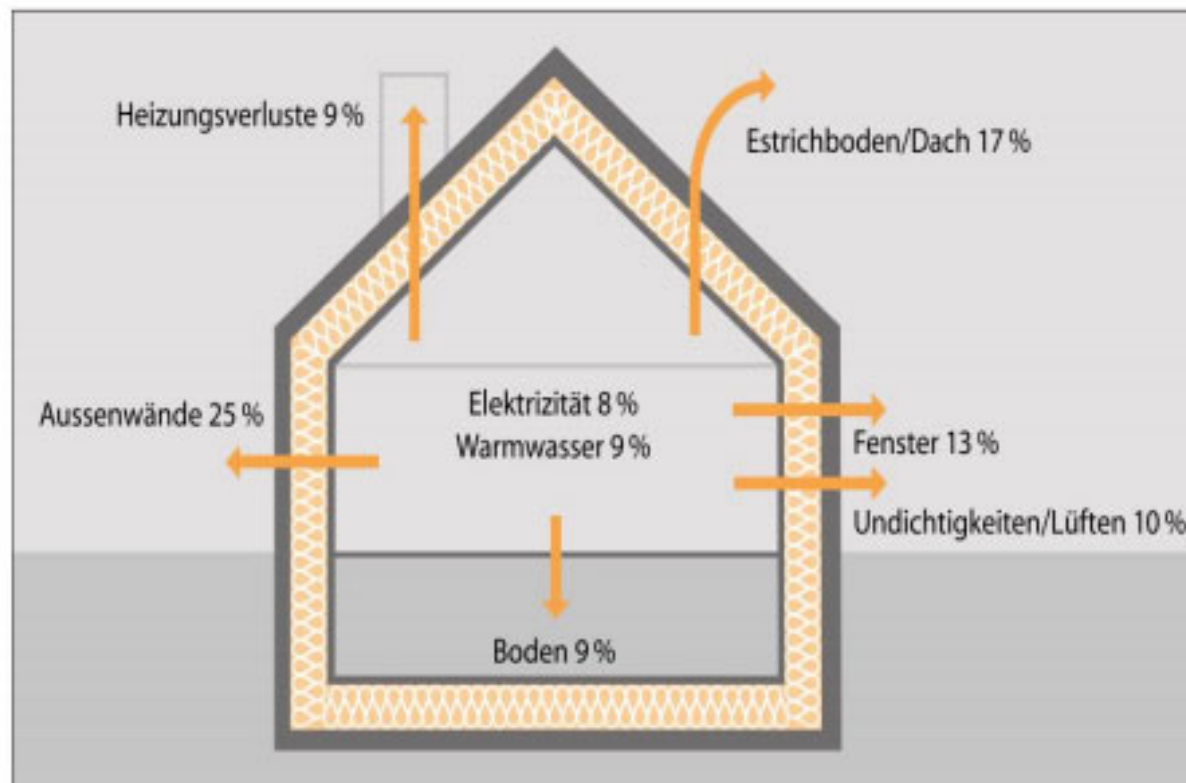 Heizungsverluste 9 %
Estrichboden/Dach 17 %
Aussenwände 25 %
Elektrizität 8 %
Warmwasser 9 %
Fenster 13 %
Undichtigkeiten/Lüften 10 %
Boden 9 %